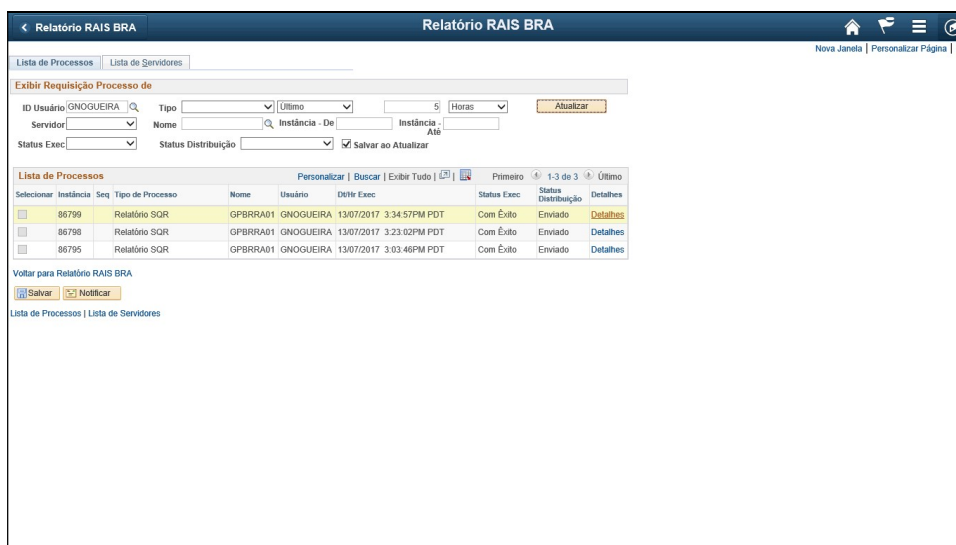 Relatório RAIS BRA
Relatório RAIS BRA
Nova Janela | Personalizar Página |
Lista de Processos
Lista de Servidores
Exibir Requisição Processo de
ID Usuário GNOGUEIRA Tipo Último 5 Horas Atualizar
Servidor Nome Instância - De Instância - Até
Status Exec Status Distribuição Salvar ao Atualizar
Lista de Processos Personalizar | Buscar | Exibir Tudo | | Primeiro 1-3 de 3 Último
Selecionar Instância Seq Tipo de Processo Nome Usuário Dt/Hr Exec Status Exec Status Distribuição Detalhes
86799 Relatório SQR GPBRRA01 GNOGUEIRA 13/07/2017 3:34:57PM PDT Com Êxito Enviado Detalhes
86798 Relatório SQR GPBRRA01 GNOGUEIRA 13/07/2017 3:23:02PM PDT Com Êxito Enviado Detalhes
86795 Relatório SQR GPBRRA01 GNOGUEIRA 13/07/2017 3:03:46PM PDT Com Êxito Enviado Detalhes
Voltar para Relatório RAIS BRA
Salvar Notificar
Lista de Processos | Lista de Servidores